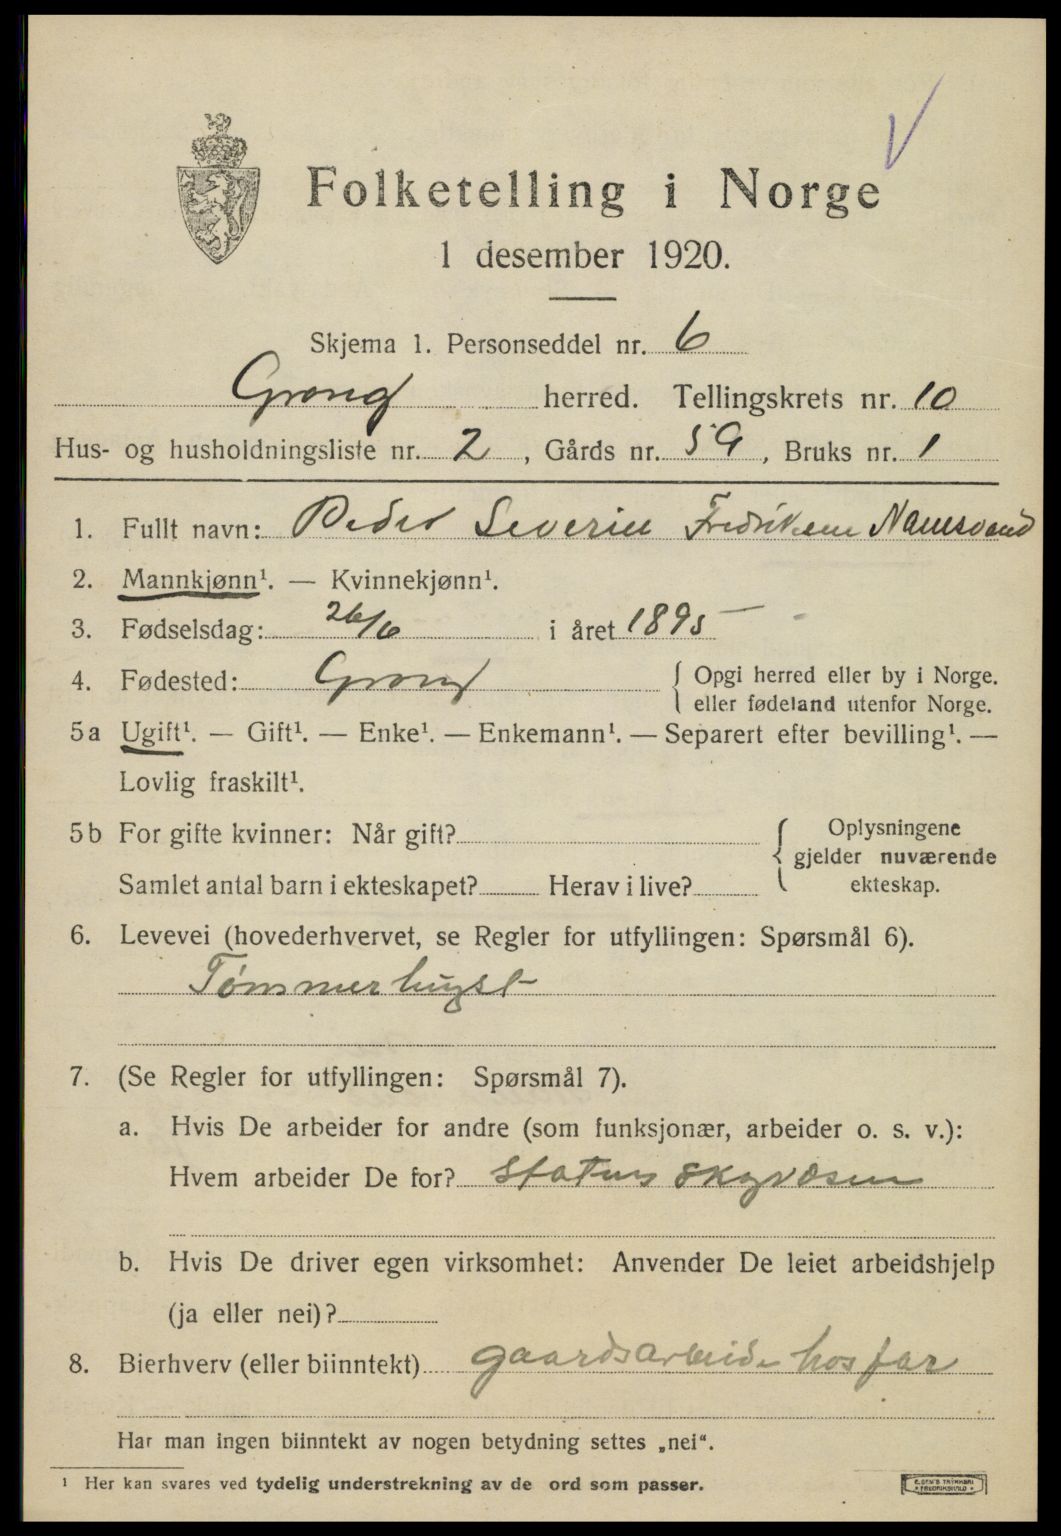 Folketelling i Norge
1 desember 1920.
Skjema 1. Personseddel nr. 6
Grong herred. Tellingskrets nr. 10
Hus- og husholdningsliste nr. 2, Gårds nr. 59, Bruks nr. 1
1. Fullt navn: Peder Severin Fredriksen Namsvand
2. Mannkjønn¹. — Kvinnekjønn¹.
3. Fødselsdag: 26/6 i året 1895
4. Fødested: Grong { Opgi herred eller by i Norge.
eller fødeland utenfor Norge.
5a Ugift¹. — Gift¹. — Enke¹. — Enkemann¹. — Separert efter bevilling¹. —
Lovlig fraskilt¹.
5b For gifte kvinner: Når gift? { Oplysningene
gjelder nuværende
Samlet antal barn i ekteskapet? Herav i live? ekteskap.
6. Levevei (hovederhvervet, se Regler for utfyllingen: Spørsmål 6).
Tømmerhugst
7. (Se Regler for utfyllingen: Spørsmål 7).
a. Hvis De arbeider for andre (som funksjonær, arbeider o. s. v.):
Hvem arbeider De for? Statens Skogvæsen
b. Hvis De driver egen virksomhet: Anvender De leiet arbeidshjelp
(ja eller nei)?
8. Bierhverv (eller biinntekt) gaardsarbeide hos far
Har man ingen biinntekt av nogen betydning settes „nei".
¹ Her kan svares ved tydelig understrekning av de ord som passer.